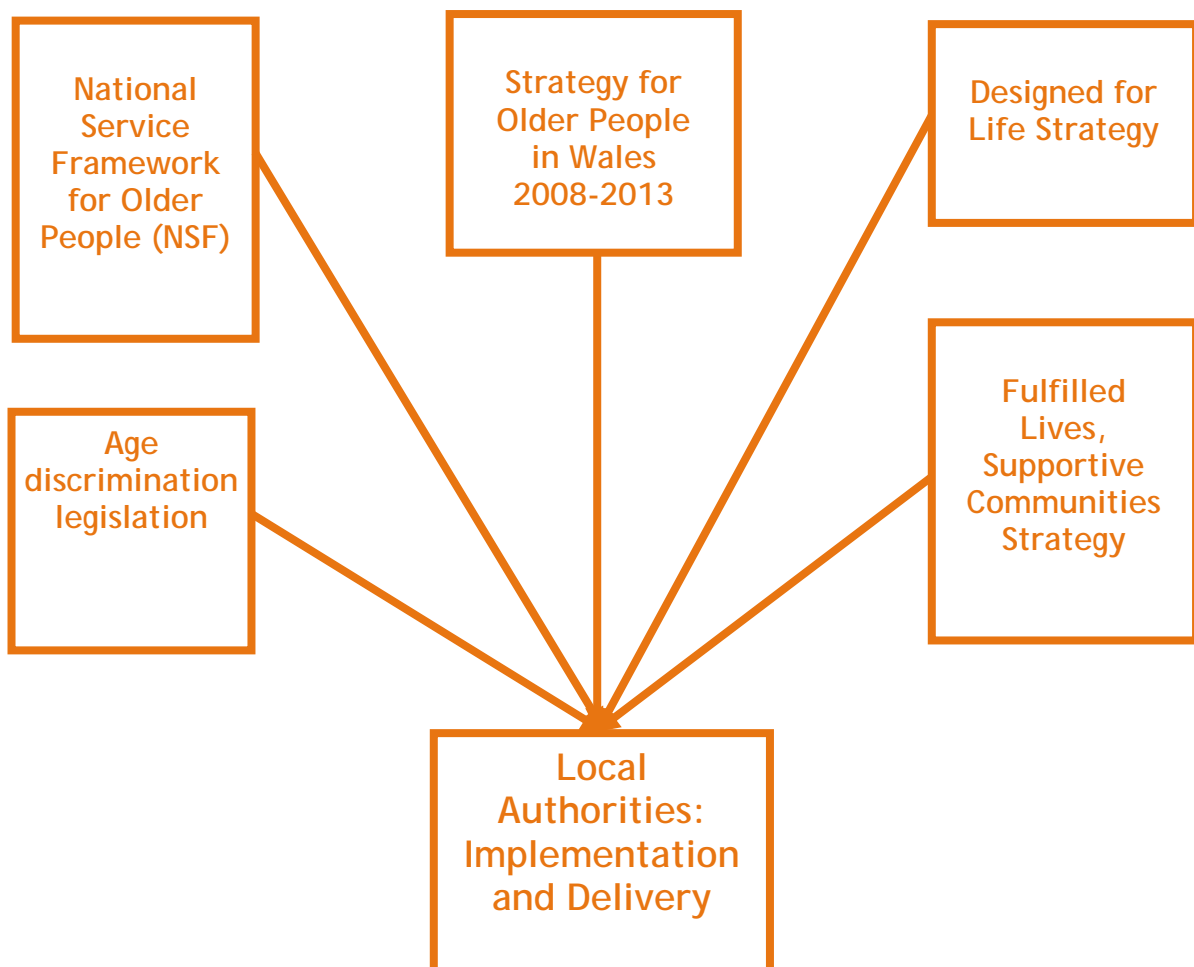 National
Service
Framework
for Older
People (NSF)
Strategy for
Older People
in Wales
2008-2013
Designed for
Life Strategy
Age
discrimination
legislation
Fulfilled
Lives,
Supportive
Communities
Strategy
Local
Authorities:
Implementation
and Delivery